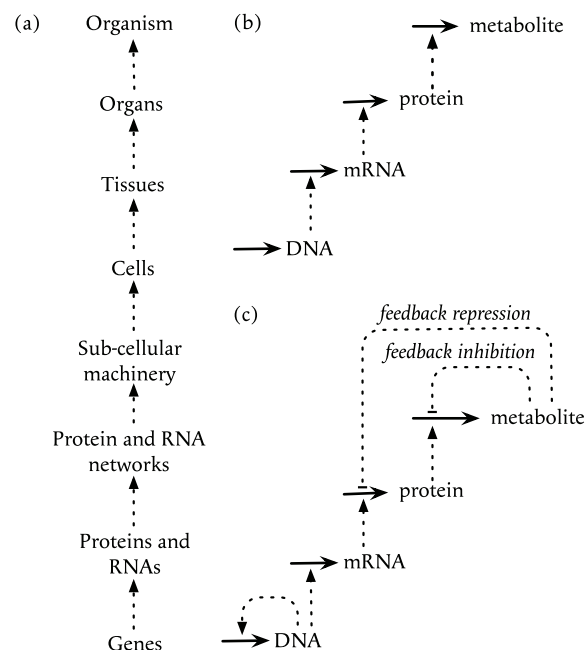 (a)
Organism
Organs
Tissues
Cells
Sub-cellular
machinery
Protein and RNA
networks
Proteins and
RNAs
Genes
(b)
metabolite
protein
mRNA
DNA
(c)
feedback repression
feedback inhibition
metabolite
protein
mRNA
DNA